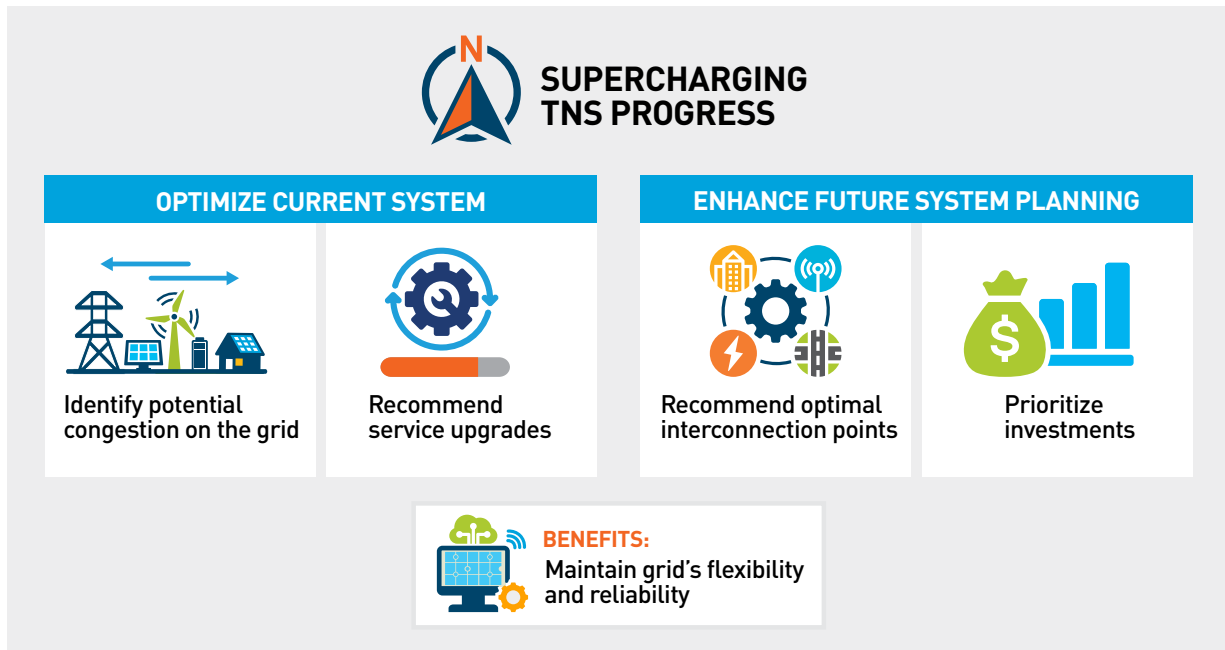 N
SUPERCHARGING
TNS PROGRESS
OPTIMIZE CURRENT SYSTEM
Identify potential
congestion on the grid
Recommend
service upgrades
ENHANCE FUTURE SYSTEM PLANNING
Recommend optimal
interconnection points
$
Prioritize
investments
BENEFITS:
Maintain grid’s flexibility
and reliability